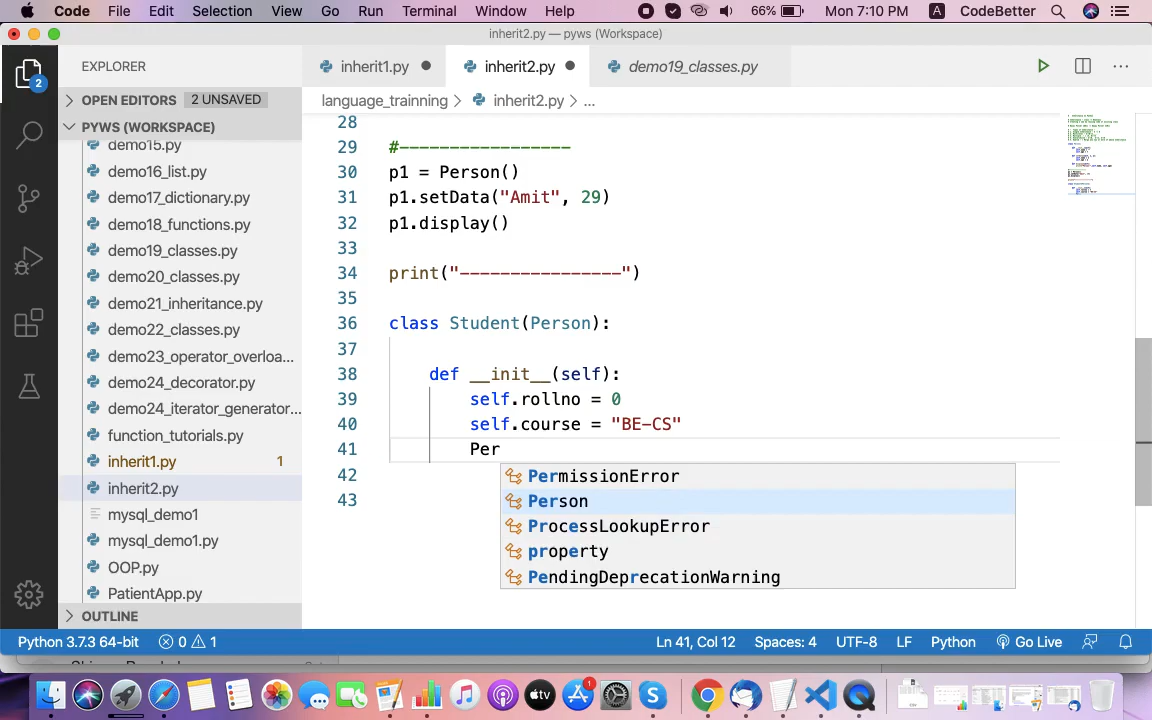 Code File Edit Selection View Go Run Terminal Window Help 66% Mon 7:10 PM A CodeBetter
inherit2.py — pyws (Workspace)
EXPLORER
inherit1.py
inherit2.py
demo19_classes.py
2
OPEN EDITORS 2 UNSAVED
language_trainning > inherit2.py > ...
PYWS (WORKSPACE)
demo15.py
demo16_list.py
demo17_dictionary.py
demo18_functions.py
demo19_classes.py
demo20_classes.py
demo21_inheritance.py
demo22_classes.py
demo23_operator_overloa...
demo24_decorator.py
demo24_iterator_generator...
function_tutorials.py
inherit1.py 1
inherit2.py
mysql_demo1
mysql_demo1.py
OOP.py
PatientApp.py
OUTLINE
28
29 #-----------------
30 p1 = Person()
31 p1.setData("Amit", 29)
32 p1.display()
33
34 print("----------------")
35
36 class Student(Person):
37
38 def __init__(self):
39 self.rollno = 0
40 self.course = "BE-CS"
41 Per
42
43
PermissionError
Person
ProcessLookupError
property
PendingDeprecationWarning
Python 3.7.3 64-bit 0 1 Ln 41, Col 12 Spaces: 4 UTF-8 LF Python Go Live
tv
1